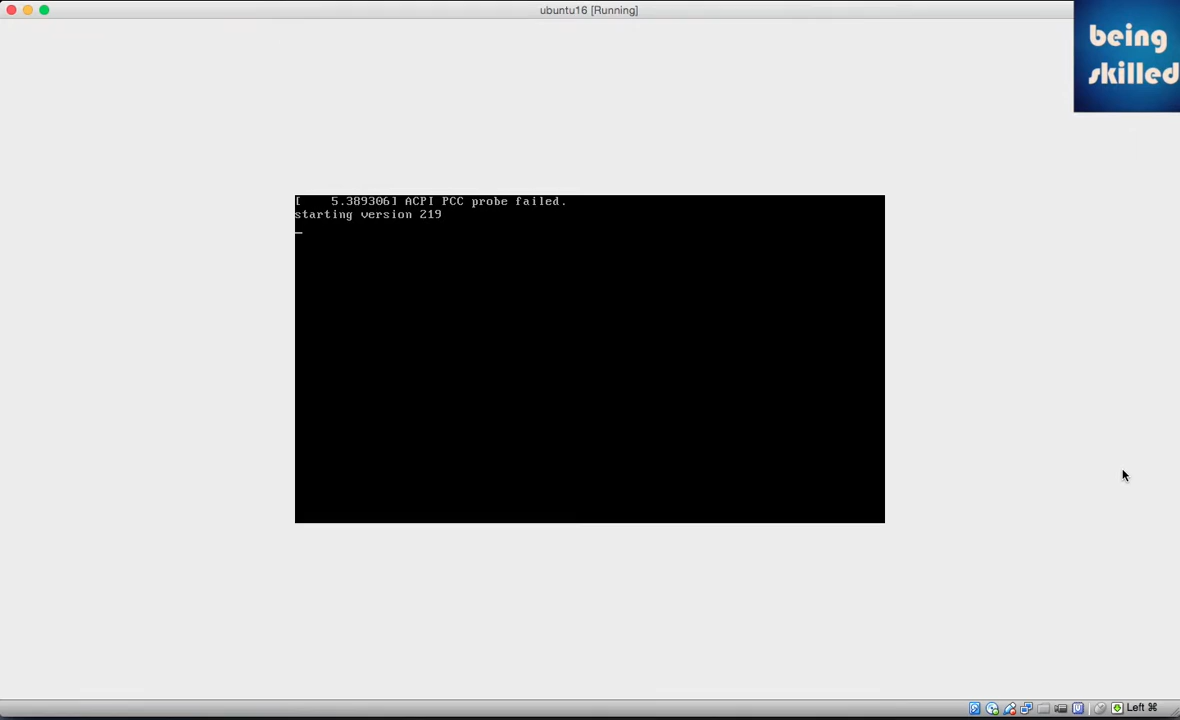 ubuntu16 [Running]
being
skilled
[    5.389306] ACPI PCC probe failed.
starting version 219
_
Left ⌘